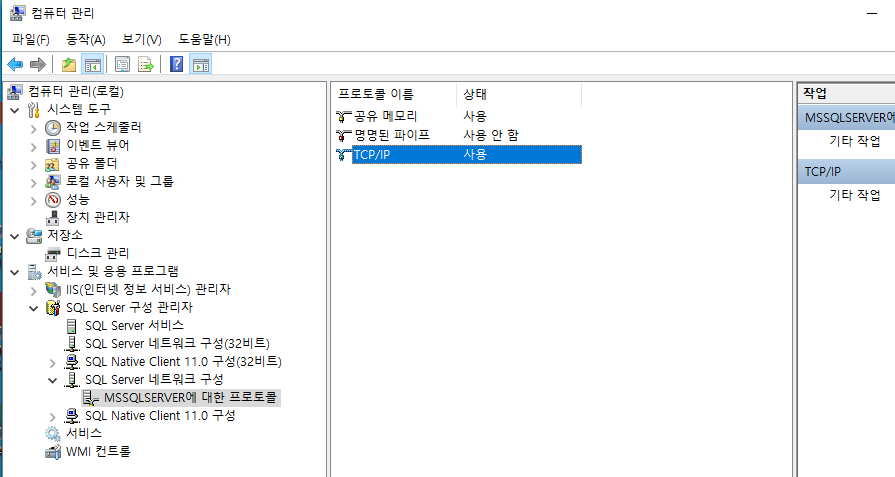 컴퓨터 관리
파일(F) 동작(A) 보기(V) 도움말(H)
컴퓨터 관리(로컬)
시스템 도구
작업 스케줄러
이벤트 뷰어
공유 폴더
로컬 사용자 및 그룹
성능
장치 관리자
저장소
디스크 관리
서비스 및 응용 프로그램
IIS(인터넷 정보 서비스) 관리자
SQL Server 구성 관리자
SQL Server 서비스
SQL Server 네트워크 구성(32비트)
SQL Native Client 11.0 구성(32비트)
SQL Server 네트워크 구성
MSSQLSERVER에 대한 프로토콜
SQL Native Client 11.0 구성
서비스
WMI 컨트롤
프로토콜 이름 상태
공유 메모리 사용
명명된 파이프 사용 안 함
TCP/IP 사용
작업
MSSQLSERVER에
기타 작업
TCP/IP
기타 작업